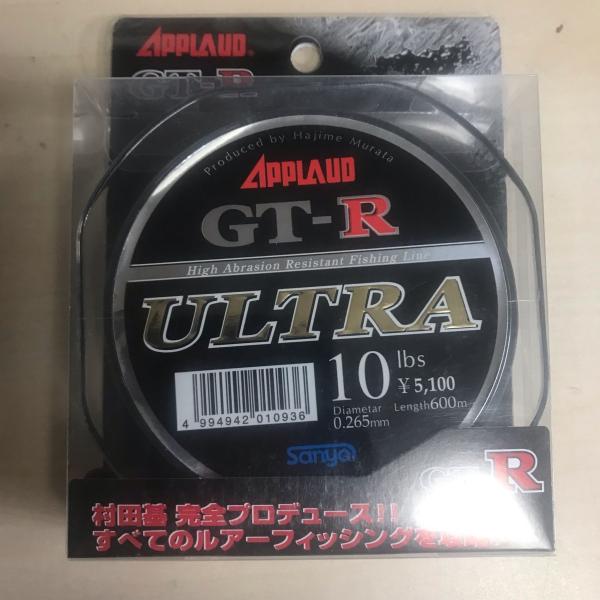 APPLAUD®
GT-R
Produced by Hajime Murata
APPLAUD
GT-R
High Abrasion Resistant Fishing Line
ULTRA
10 lbs
¥5,100
Diametar
0.265mm
Length600m
4 994942 010936
Sanyo
GT-R
村田基 完全プロデュース!!
すべてのルアーフィッシングを